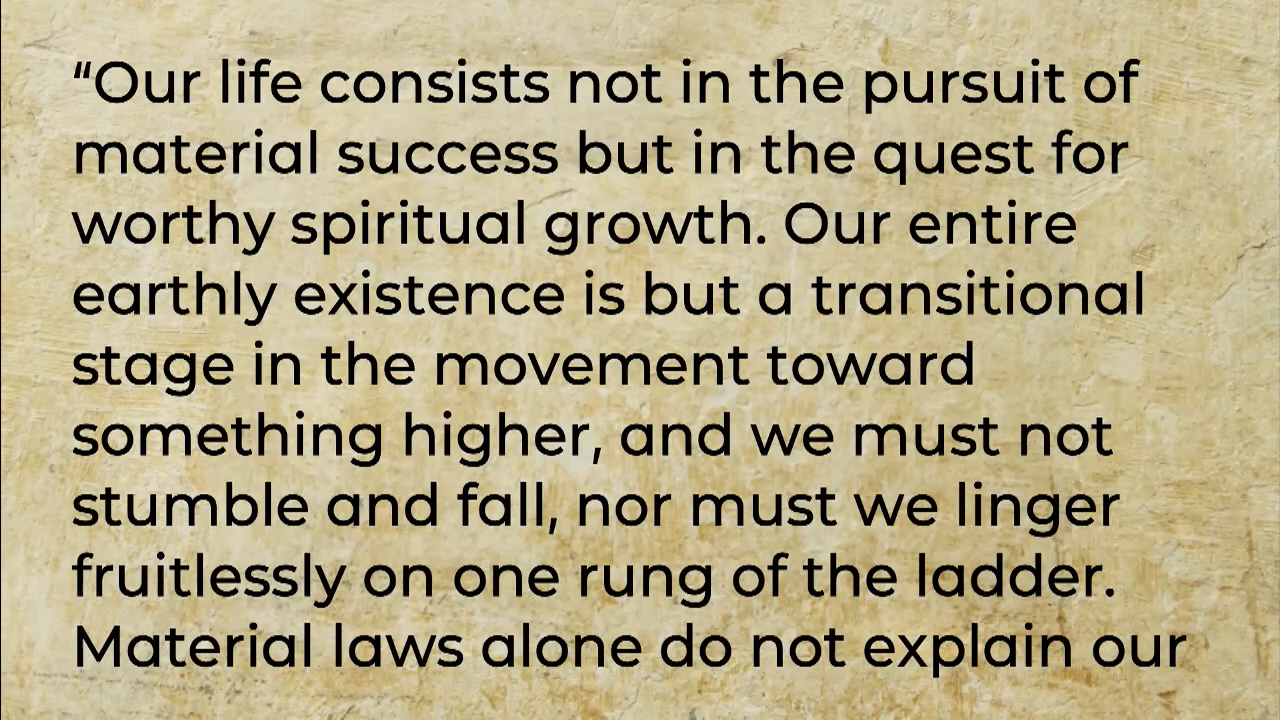 “Our life consists not in the pursuit of
material success but in the quest for
worthy spiritual growth. Our entire
earthly existence is but a transitional
stage in the movement toward
something higher, and we must not
stumble and fall, nor must we linger
fruitlessly on one rung of the ladder.
Material laws alone do not explain our